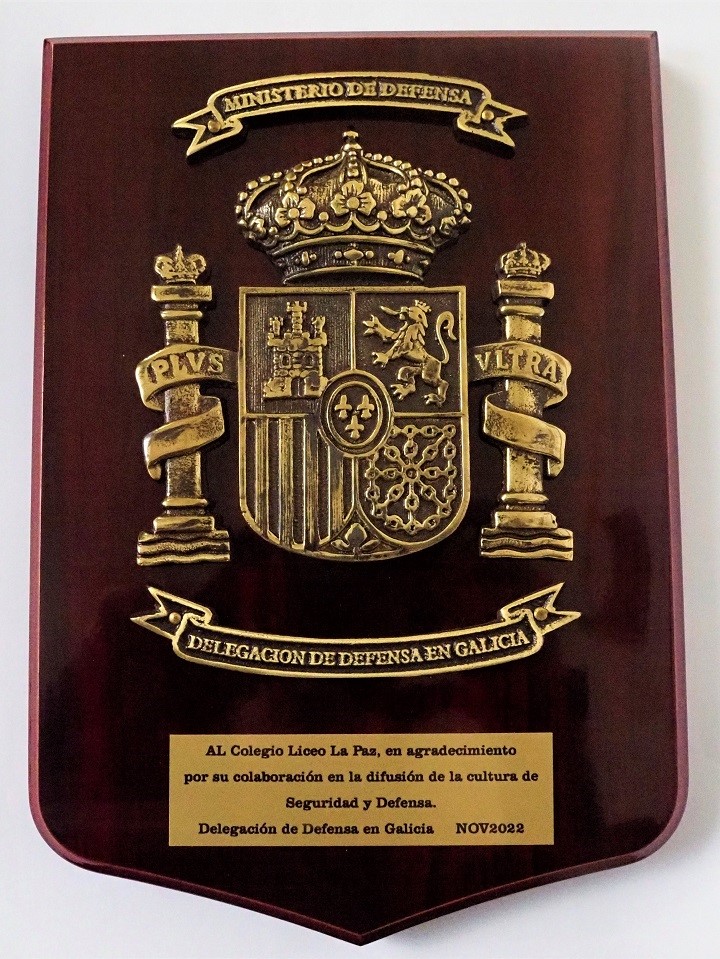 MINISTERIO DE DEFENSA
PLVS VLTRA
DELEGACION DE DEFENSA EN GALICIA
AL Colegio Liceo La Paz, en agradecimiento
por su colaboración en la difusión de la cultura de
Seguridad y Defensa.
Delegación de Defensa en Galicia NOV2022